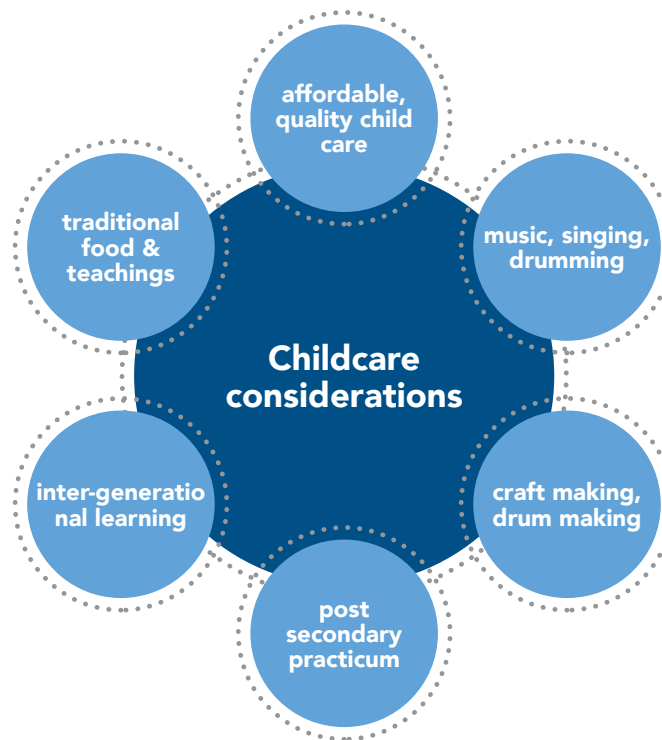 affordable,
quality child
care
traditional
food &
teachings
music, singing,
drumming
Childcare
considerations
inter-generatio
nal learning
craft making,
drum making
post
secondary
practicum